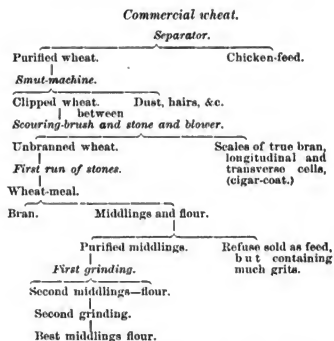 Commercial wheat.
Separator.
Purified wheat. Chicken-feed.
Smut-machine.
Clipped wheat. Dust, hairs, &c.
between
Scouring-brush and stone and blower.
Unbranned wheat. Scales of true bran,
longitudinal and
First run of stones. transverse cells,
(cigar-coat.)
Wheat-meal.
Bran. Middlings and flour.
Purified middlings. Refuse sold as feed,
but containing
First grinding. much grits.
Second middlings—flour.
Second grinding.
Best middlings flour.